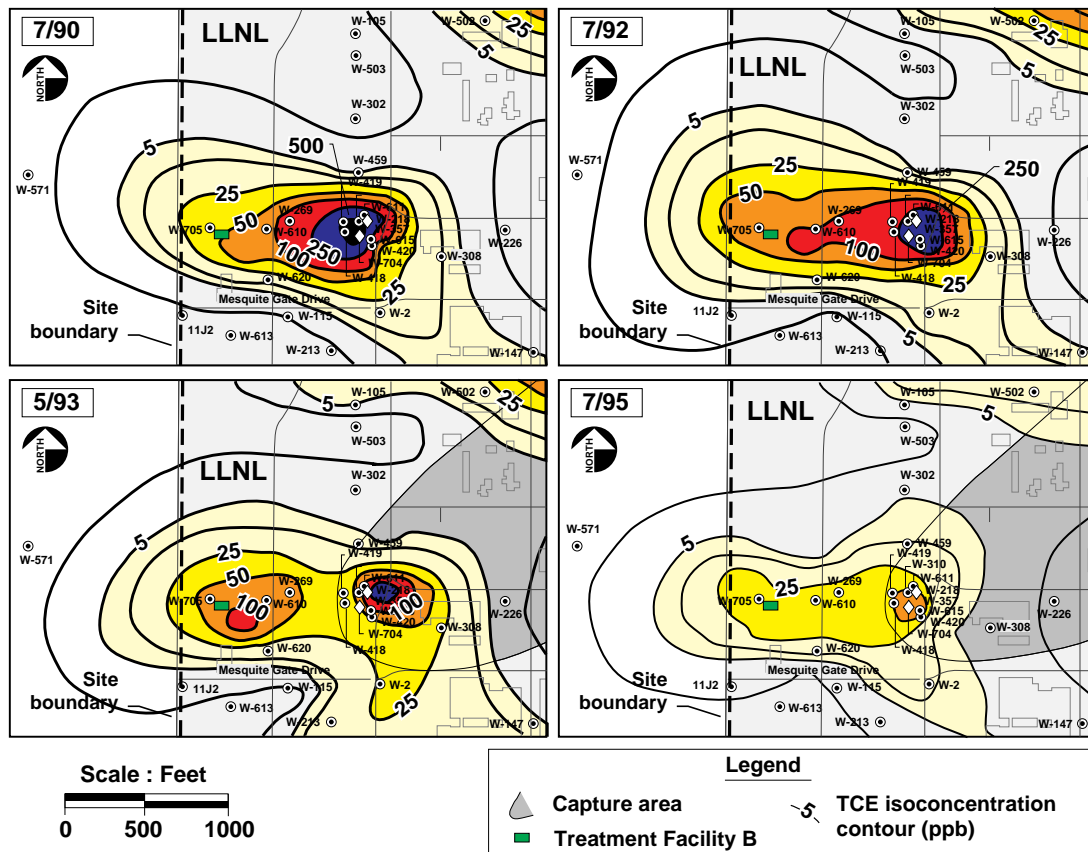 7/90
LLNL
W-105
W-502
25
5
W-503
NORTH
W-302
500
W-459
W-419
5
W-571
25
W-611
W-269
W-218
50
W-357
W-705
W-610
W-615
W-226
100
250
W-420
W-308
W-704
W-620
W-418
25
Mesquite Gate Drive
Site
boundary
11J2
W-115
W-2
W-613
W-213
W-147
7/92
LLNL
W-105
W-502
25
5
W-503
NORTH
W-302
5
W-459
250
W-571
25
W-419
50
W-269
W-611
W-218
W-357
W-705
W-610
W-615
W-226
100
W-420
W-308
W-704
W-620
W-418
25
Mesquite Gate Drive
Site
boundary
11J2
W-115
W-2
W-613
W-213
5
W-147
5/93
5
W-105
W-502
25
W-503
NORTH
LLNL
W-302
5
W-571
25
W-459
W-419
50
W-269
W-611
W-218
W-705
100
W-610
100
W-226
W-420
W-308
W-704
W-620
W-418
Mesquite Gate Drive
Site
boundary
11J2
W-115
W-2
25
W-613
W-213
W-147
7/95
LLNL
W-105
W-502
5
W-503
NORTH
W-302
W-571
5
W-459
W-419
W-310
25
W-269
W-611
W-218
W-357
W-705
W-610
W-615
W-226
W-420
W-308
W-704
W-620
W-418
Mesquite Gate Drive
Site
boundary
11J2
W-115
W-2
W-613
W-213
W-147
Scale : Feet
0 500 1000
Legend
Capture area
5 TCE isoconcentration
contour (ppb)
Treatment Facility B